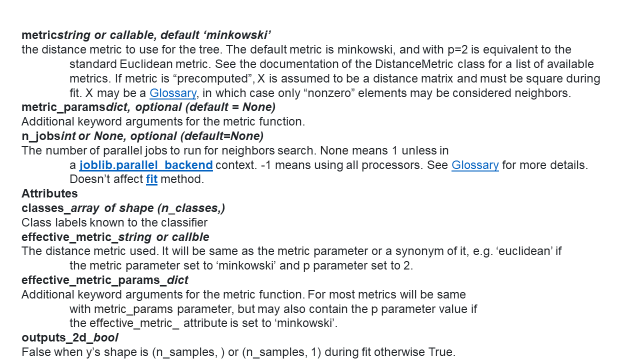 metricstring or callable, default ‘minkowski’
the distance metric to use for the tree. The default metric is minkowski, and with p=2 is equivalent to the
standard Euclidean metric. See the documentation of the DistanceMetric class for a list of available
metrics. If metric is “precomputed”, X is assumed to be a distance matrix and must be square during
fit. X may be a Glossary, in which case only “nonzero” elements may be considered neighbors.
metric_paramsdict, optional (default = None)
Additional keyword arguments for the metric function.
n_jobsint or None, optional (default=None)
The number of parallel jobs to run for neighbors search. None means 1 unless in
a joblib.parallel_backend context. -1 means using all processors. See Glossary for more details.
Doesn’t affect fit method.
Attributes
classes_array of shape (n_classes,)
Class labels known to the classifier
effective_metric_string or callble
The distance metric used. It will be same as the metric parameter or a synonym of it, e.g. ‘euclidean’ if
the metric parameter set to ‘minkowski’ and p parameter set to 2.
effective_metric_params_dict
Additional keyword arguments for the metric function. For most metrics will be same
with metric_params parameter, but may also contain the p parameter value if
the effective_metric_ attribute is set to ‘minkowski’.
outputs_2d_bool
False when y’s shape is (n_samples, ) or (n_samples, 1) during fit otherwise True.